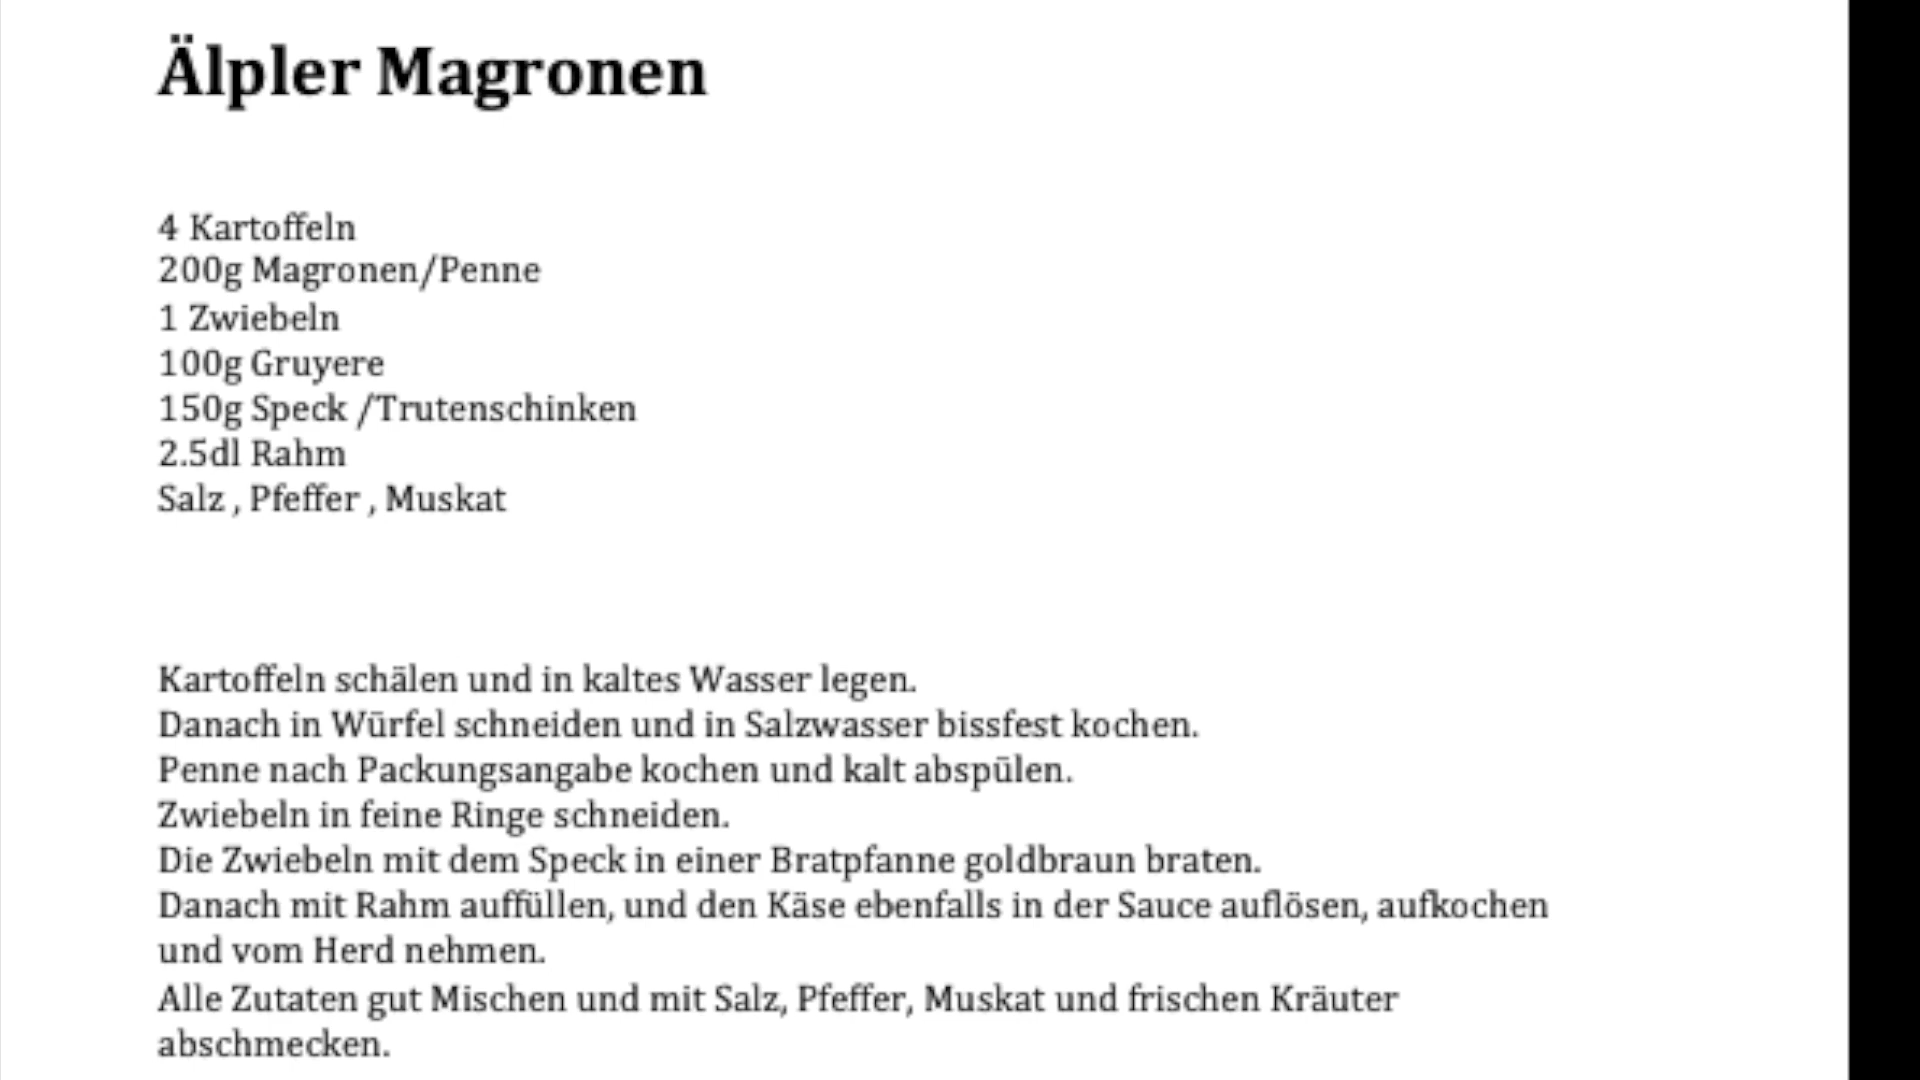 Älpler Magronen
4 Kartoffeln
200g Magronen/Penne
1 Zwiebeln
100g Gruyere
150g Speck /Trutenschinken
2.5dl Rahm
Salz , Pfeffer , Muskat
Kartoffeln schälen und in kaltes Wasser legen.
Danach in Würfel schneiden und in Salzwasser bissfest kochen.
Penne nach Packungsangabe kochen und kalt abspülen.
Zwiebeln in feine Ringe schneiden.
Die Zwiebeln mit dem Speck in einer Bratpfanne goldbraun braten.
Danach mit Rahm auffüllen, und den Käse ebenfalls in der Sauce auflösen, aufkochen
und vom Herd nehmen.
Alle Zutaten gut Mischen und mit Salz, Pfeffer, Muskat und frischen Kräuter
abschmecken.